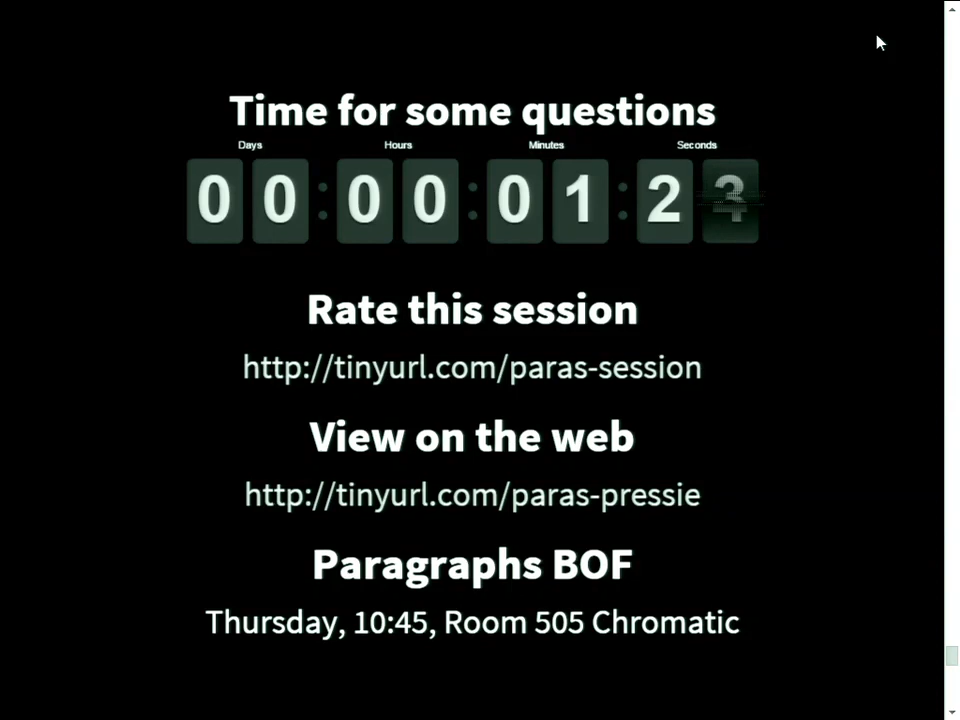 Time for some questions
Days Hours Minutes Seconds
00:00:01:2
Rate this session
http://tinyurl.com/paras-session
View on the web
http://tinyurl.com/paras-pressie
Paragraphs BOF
Thursday, 10:45, Room 505 Chromatic